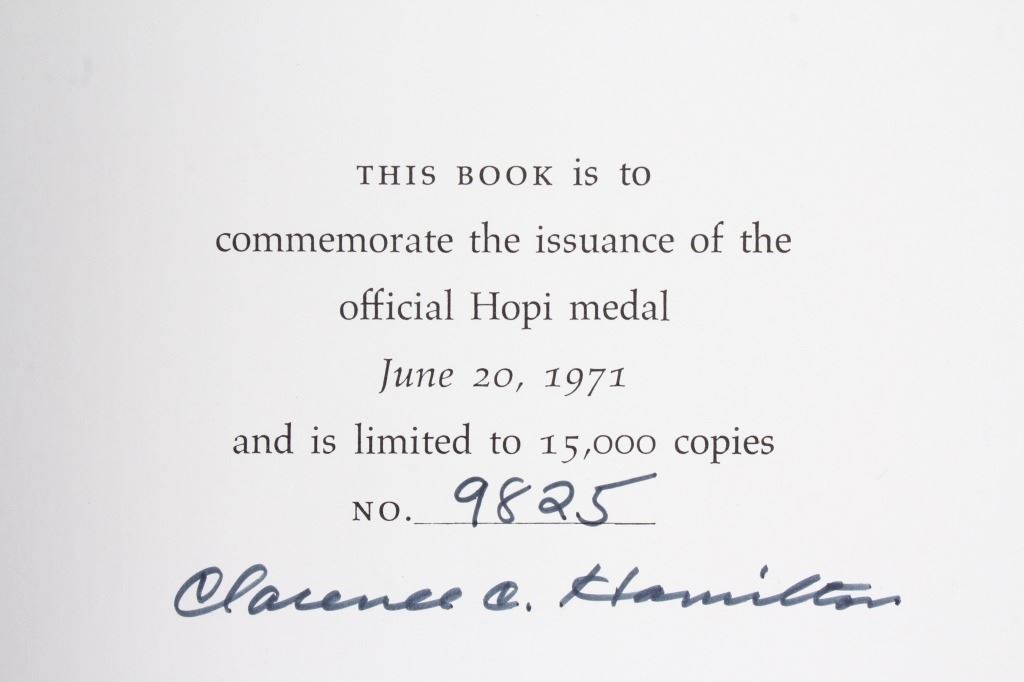 THIS BOOK is to
commemorate the issuance of the
official Hopi medal
June 20, 1971
and is limited to 15,000 copies
NO. 9825
Clarence C. Hamilton